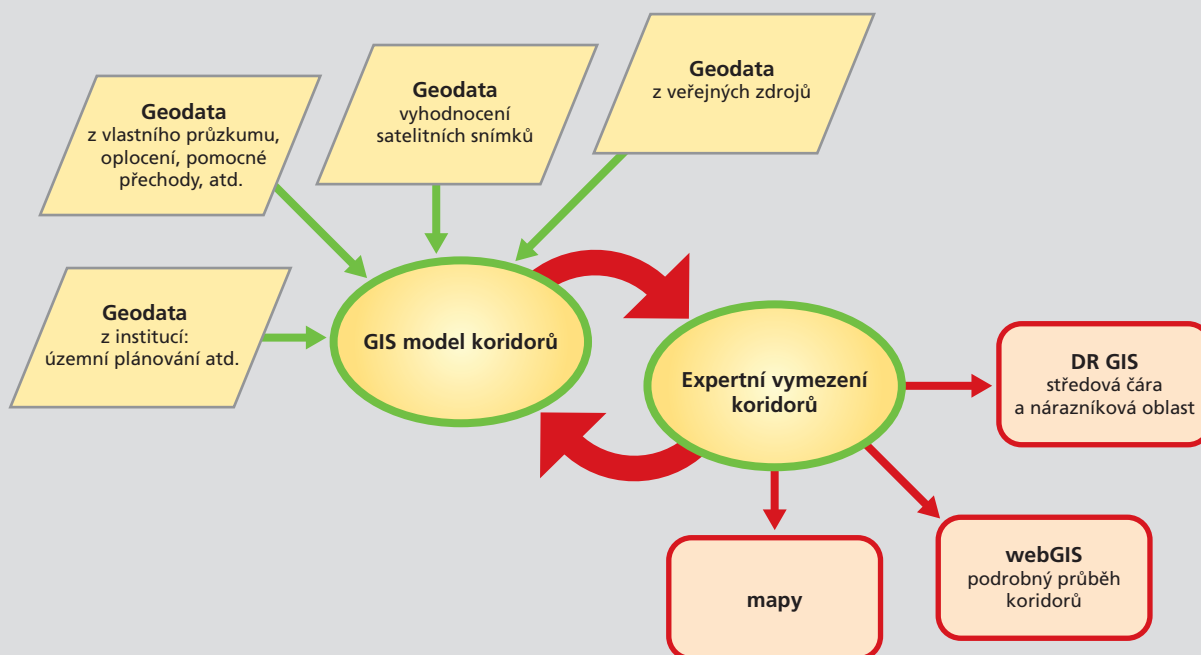 Geodata
z vlastního průzkumu,
oplocení, pomocné
přechody, atd.
Geodata
vyhodnocení
satelitních snímků
Geodata
z veřejných zdrojů
Geodata
z institucí:
územní plánování atd.
GIS model koridorů
Expertní vymezení
koridorů
DR GIS
středová čára
a nárazníková oblast
webGIS
podrobný průběh
koridorů
mapy